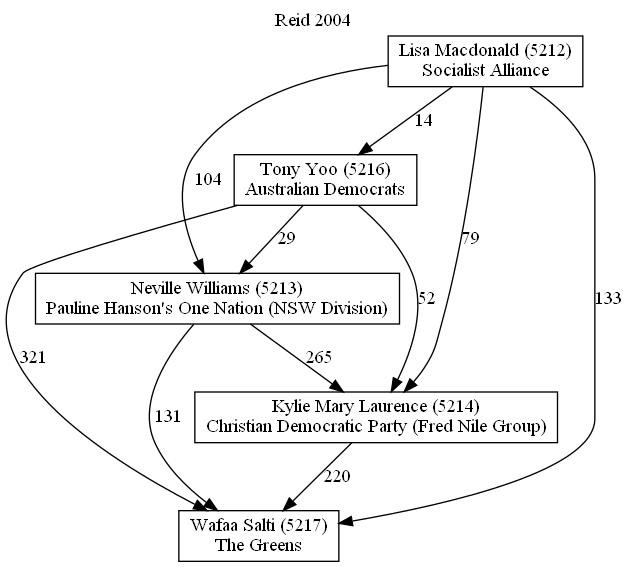 Reid 2004
Lisa Macdonald (5212)
Socialist Alliance
14
Tony Yoo (5216)
Australian Democrats
104
29
79
Neville Williams (5213)
Pauline Hanson's One Nation (NSW Division)
52
133
321
265
Kylie Mary Laurence (5214)
Christian Democratic Party (Fred Nile Group)
131
220
Wafaa Salti (5217)
The Greens